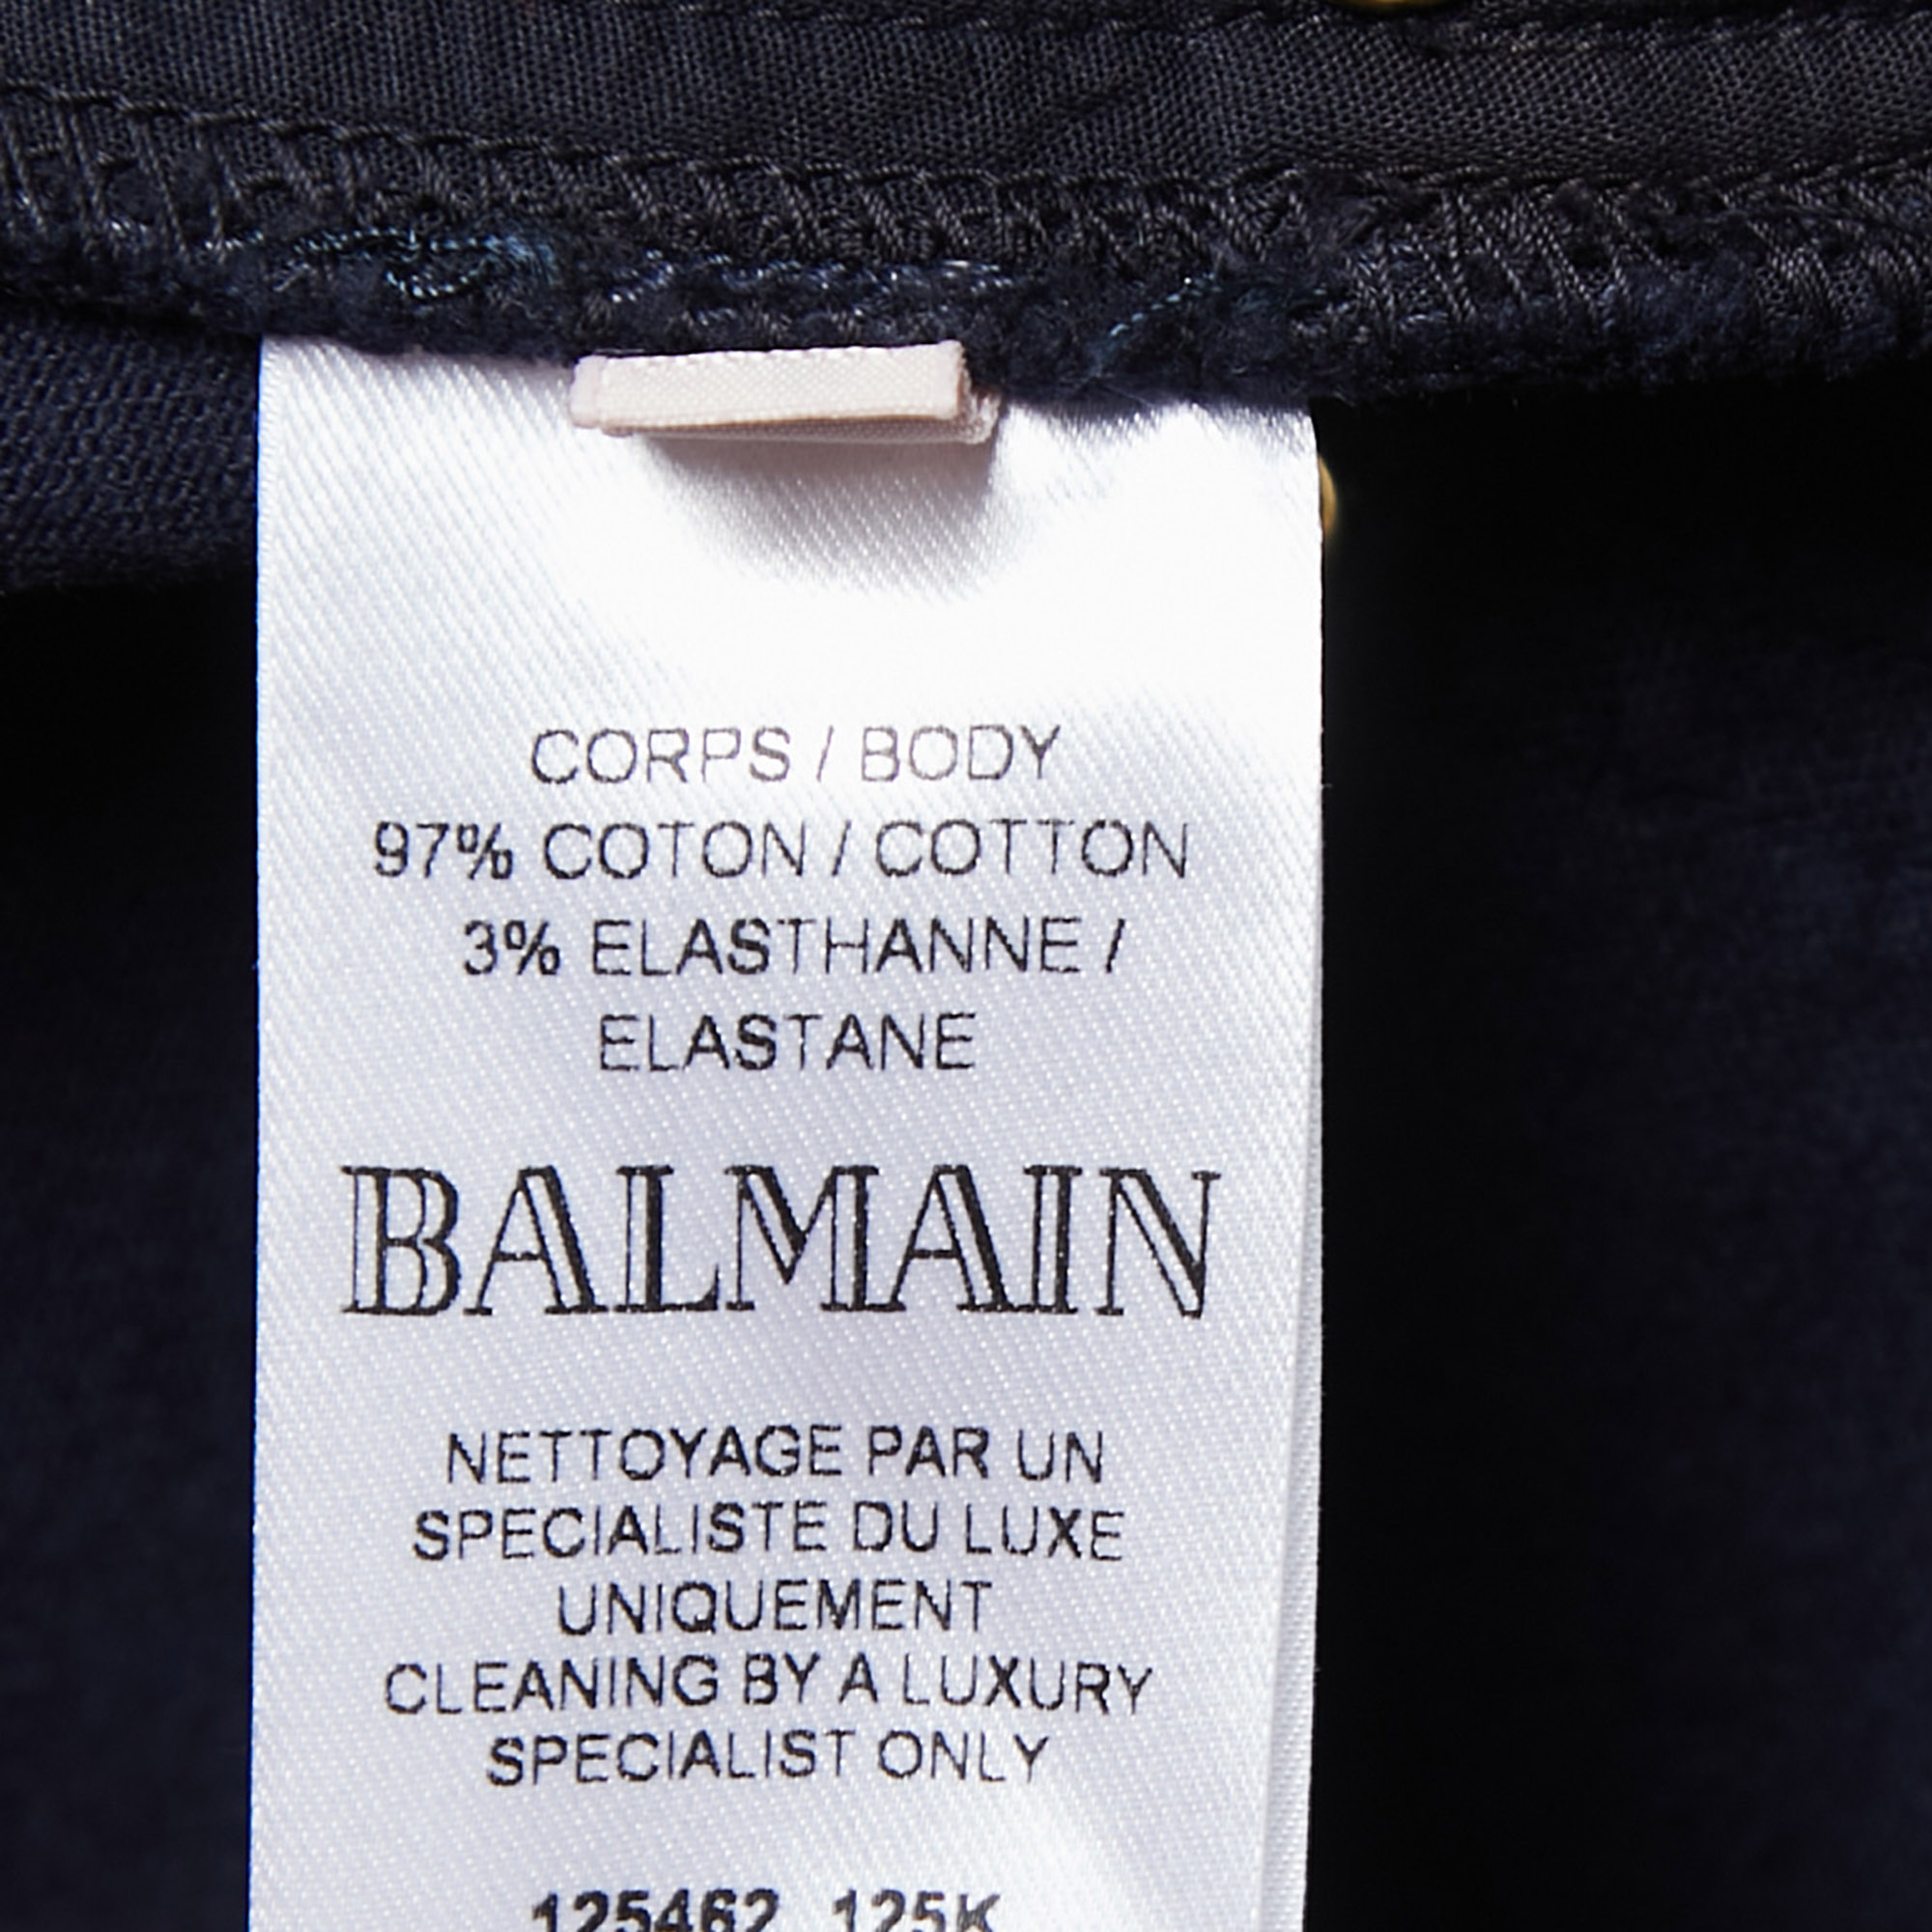 CORPS / BODY
97% COTON / COTTON
3% ELASTHANNE /
ELASTANE
BALMAIN
NETTOYAGE PAR UN
SPECIALISTE DU LUXE
UNIQUEMENT
CLEANING BY A LUXURY
SPECIALIST ONLY
125462 125K